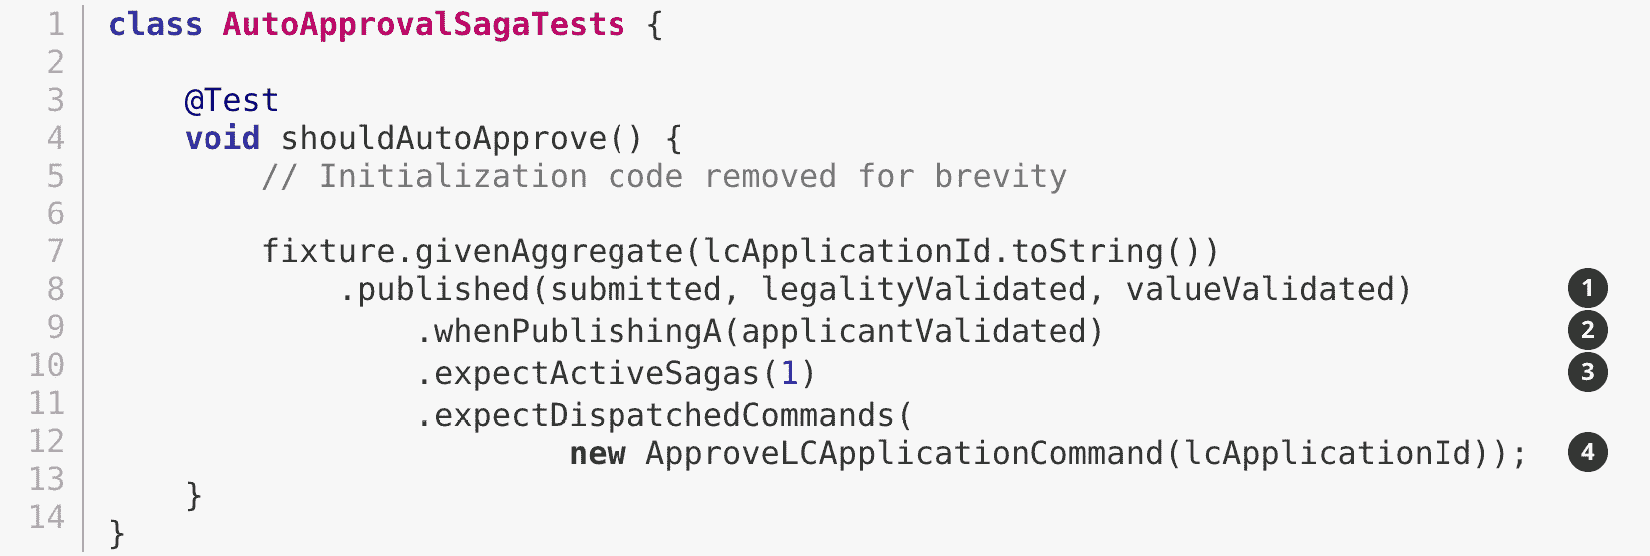 1 class AutoApprovalSagaTests {
2
3 @Test
4 void shouldAutoApprove() {
5 // Initialization code removed for brevity
6
7 fixture.givenAggregate(lcApplicationId.toString())
8 .published(submitted, legalityValidated, valueValidated) 1
9 .whenPublishingA(applicantValidated) 2
10 .expectActiveSagas(1) 3
11 .expectDispatchedCommands(
12 new ApproveLCApplicationCommand(lcApplicationId)); 4
13 }
14 }